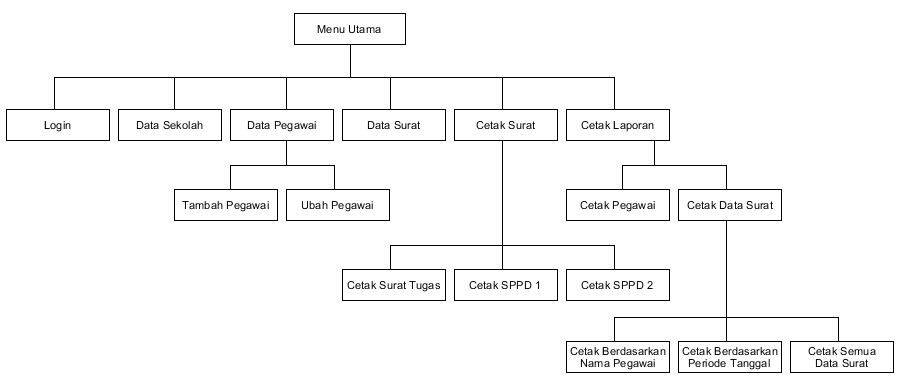 Menu Utama
Login
Data Sekolah
Data Pegawai
Data Surat
Cetak Surat
Cetak Laporan
Tambah Pegawai
Ubah Pegawai
Cetak Pegawai
Cetak Data Surat
Cetak Surat Tugas
Cetak SPPD 1
Cetak SPPD 2
Cetak Berdasarkan
Nama Pegawai
Cetak Berdasarkan
Periode Tanggal
Cetak Semua
Data Surat